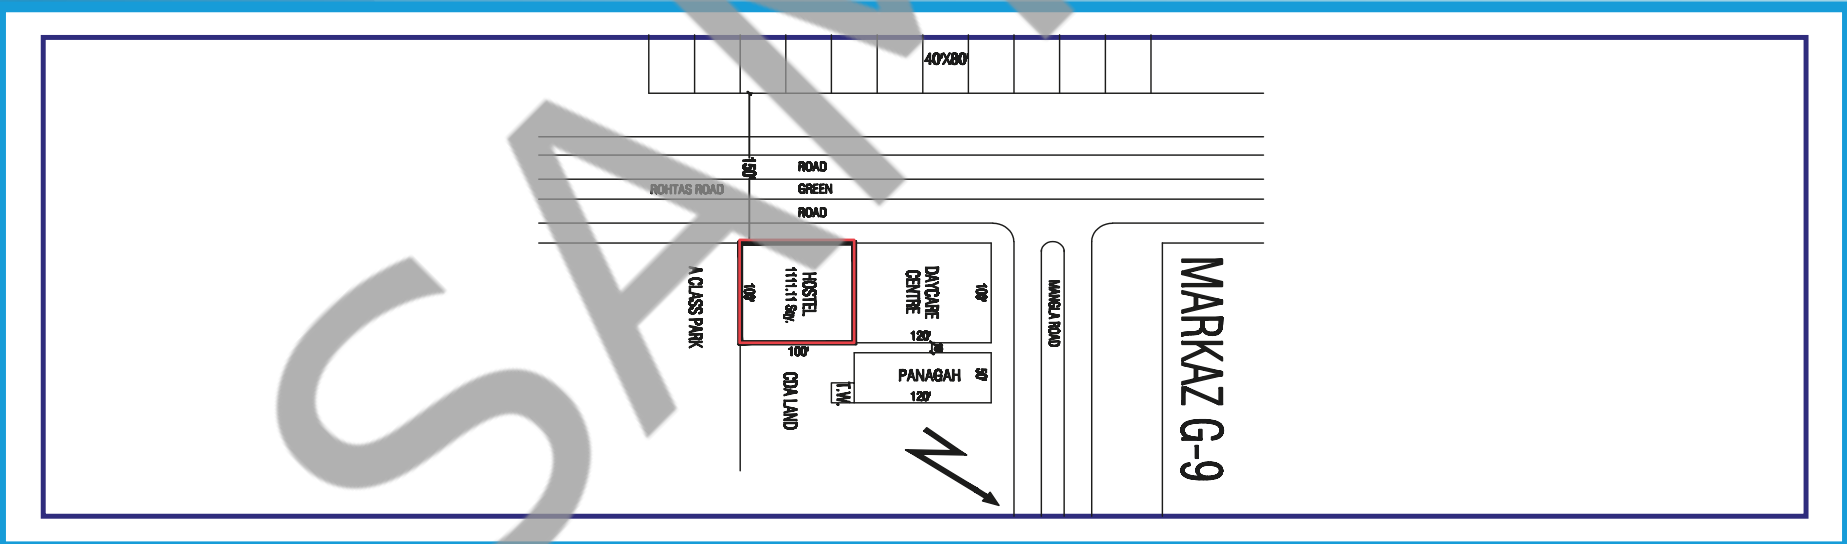 40'X80'
150'
ROAD
ROHTAS ROAD
GREEN
ROAD
A CLASS PARK
100'
HOSTEL
1111.11 Sqy.
100'
DAYCARE
CENTRE
100'
120'
PANAGAH
50'
120'
T.W.
CDA LAND
MANGLA ROAD
MARKAZ G-9